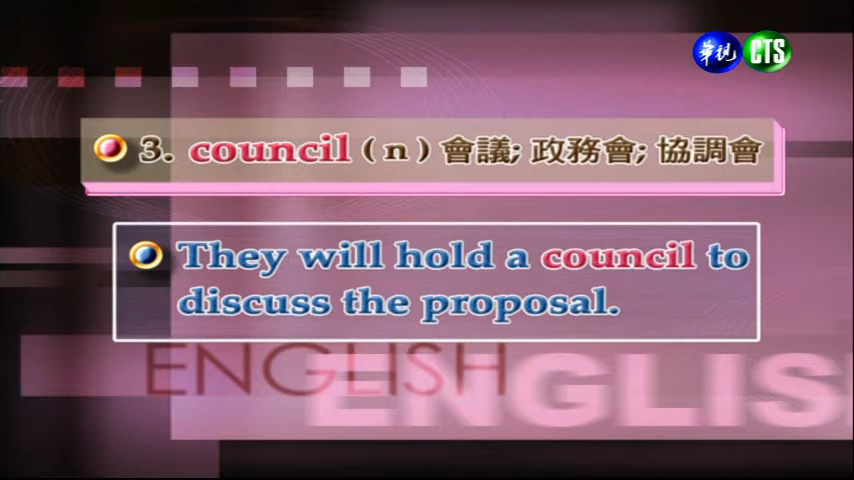 華視 CTS
3. council (n) 會議; 政務會; 協調會
They will hold a council to
discuss the proposal.
ENGLISH
ENGLIS